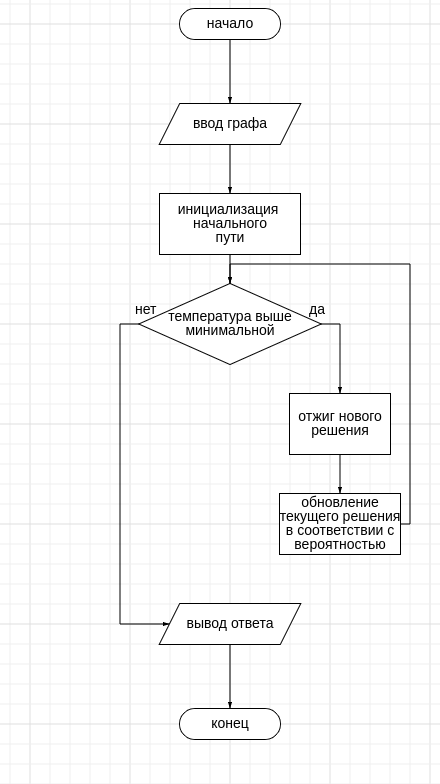 начало
ввод графа
инициализация
начального
пути
нет
да
температура выше
минимальной
отжиг нового
решения
обновление
текущего решения
в соответствии с
вероятностью
вывод ответа
конец